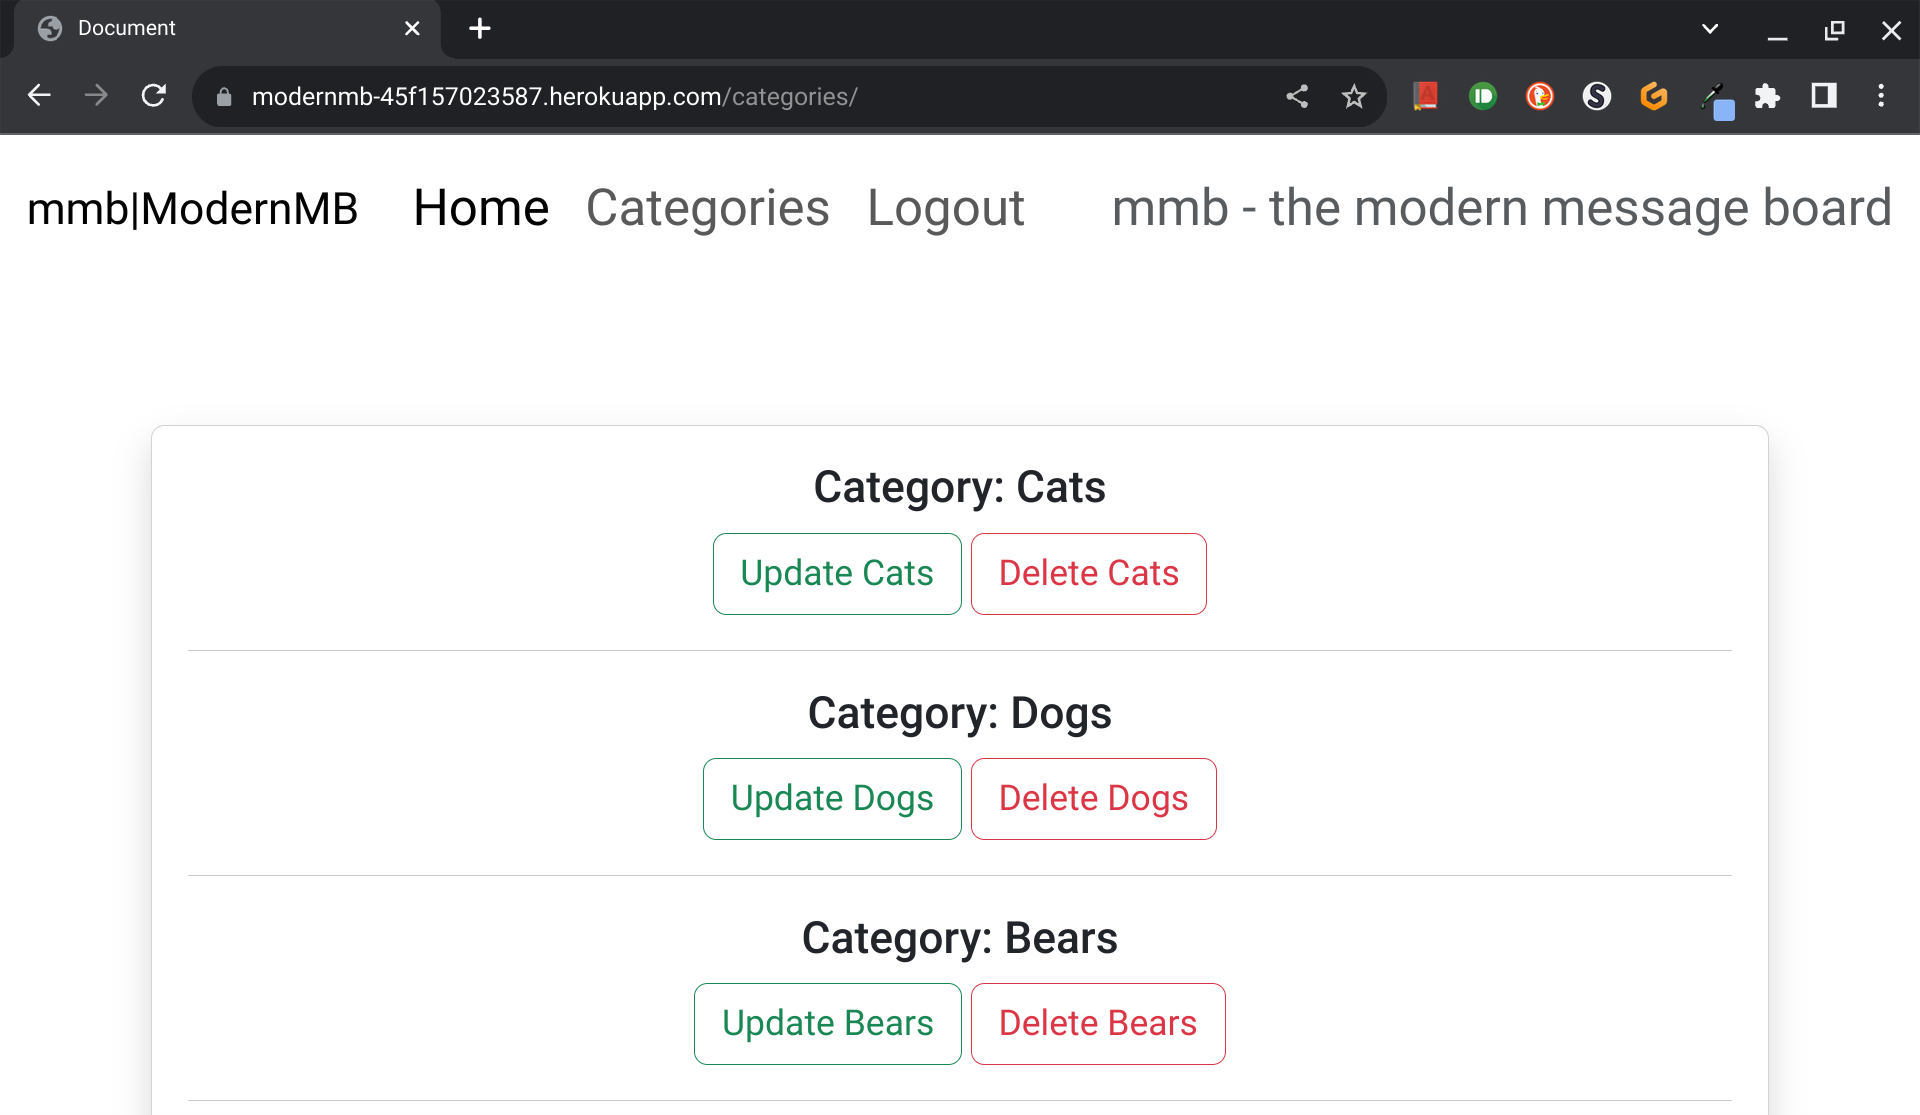 Document
modernmb-45f157023587.herokuapp.com/categories/
mmb|ModernMB Home Categories Logout mmb - the modern message board
Category: Cats
Update Cats Delete Cats
Category: Dogs
Update Dogs Delete Dogs
Category: Bears
Update Bears Delete Bears